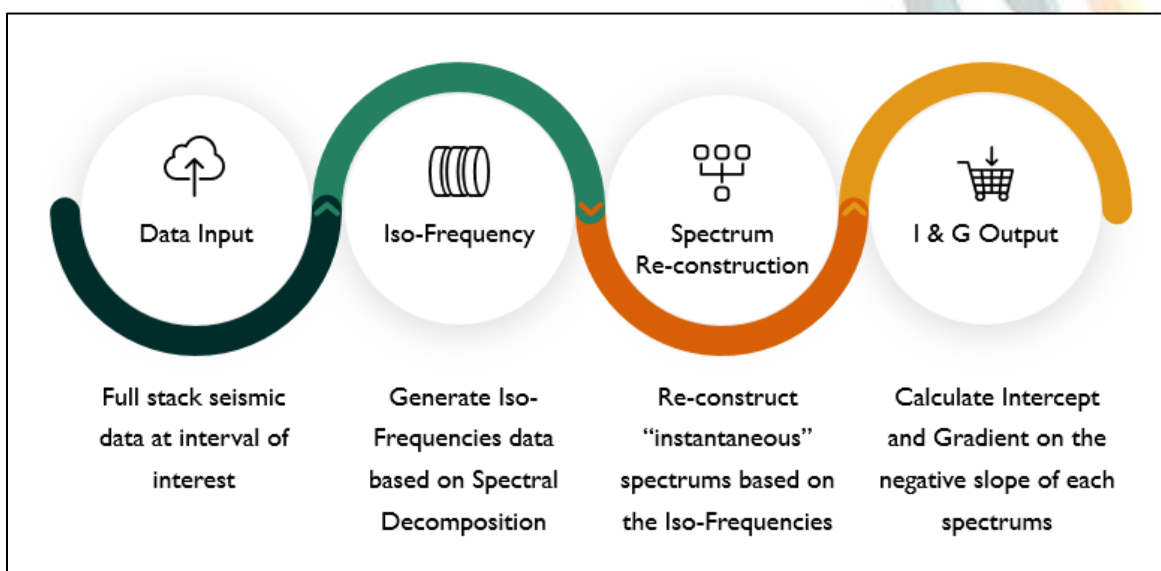 Data Input
Iso-Frequency
Spectrum
Re-construction
I & G Output
Full stack seismic
data at interval of
interest
Generate Iso-
Frequencies data
based on Spectral
Decomposition
Re-construct
“instantaneous”
spectrums based on
the Iso-Frequencies
Calculate Intercept
and Gradient on the
negative slope of each
spectrums